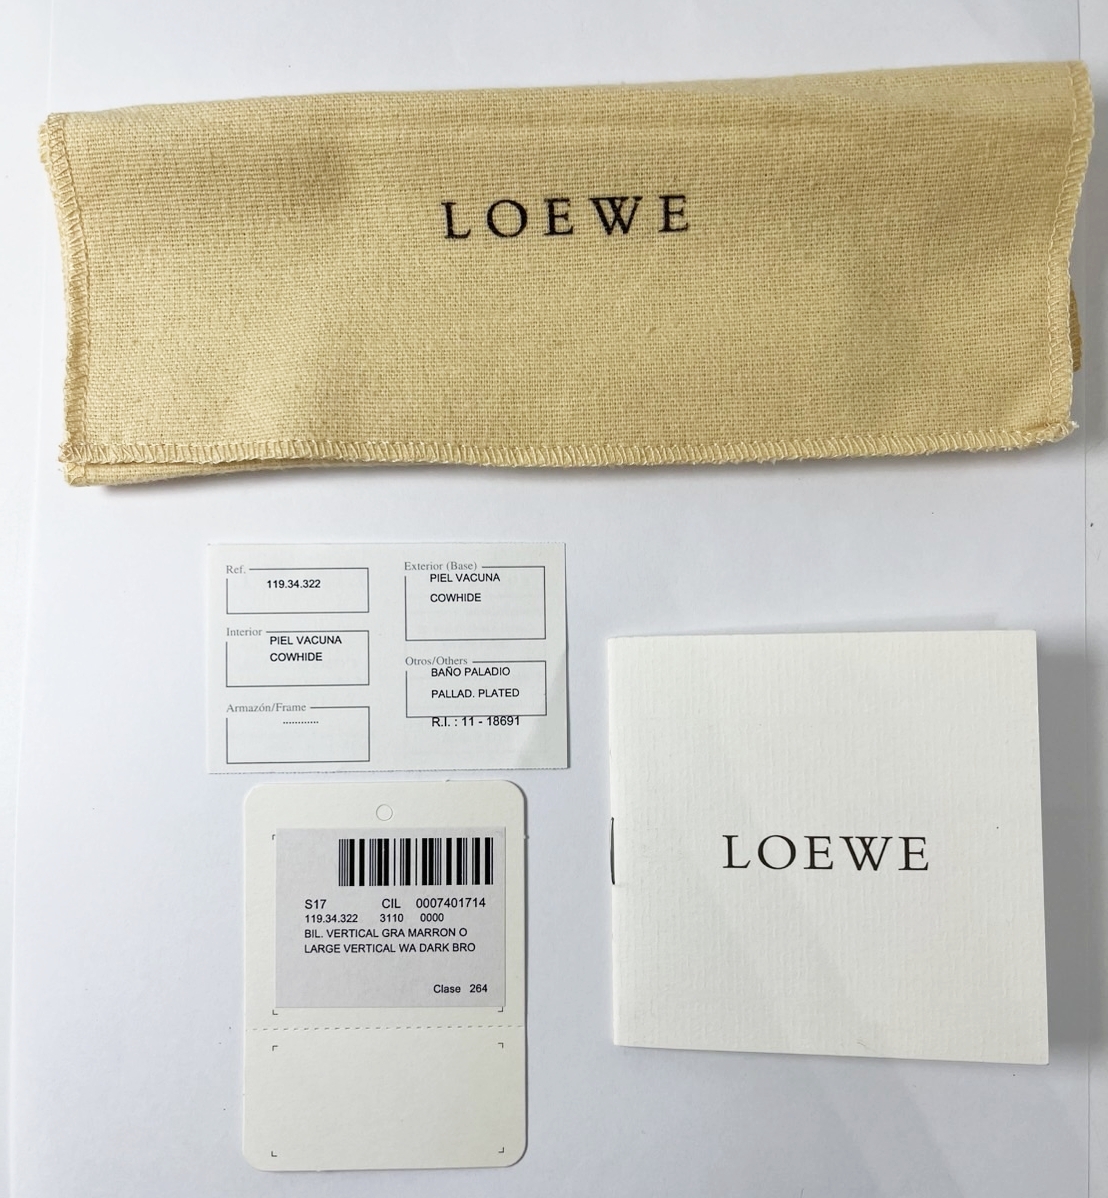 LOEWE
Ref.
119.34.322
Exterior (Base)
PIEL VACUNA
COWHIDE
Interior
PIEL VACUNA
COWHIDE
Otros/Others
BAÑO PALADIO
PALLAD. PLATED
R.I. : 11 - 18691
Armazón/Frame
............
S17 CIL 0007401714
119.34.322 3110 0000
BIL. VERTICAL GRA MARRON O
LARGE VERTICAL WA DARK BRO
Clase 264
LOEWE